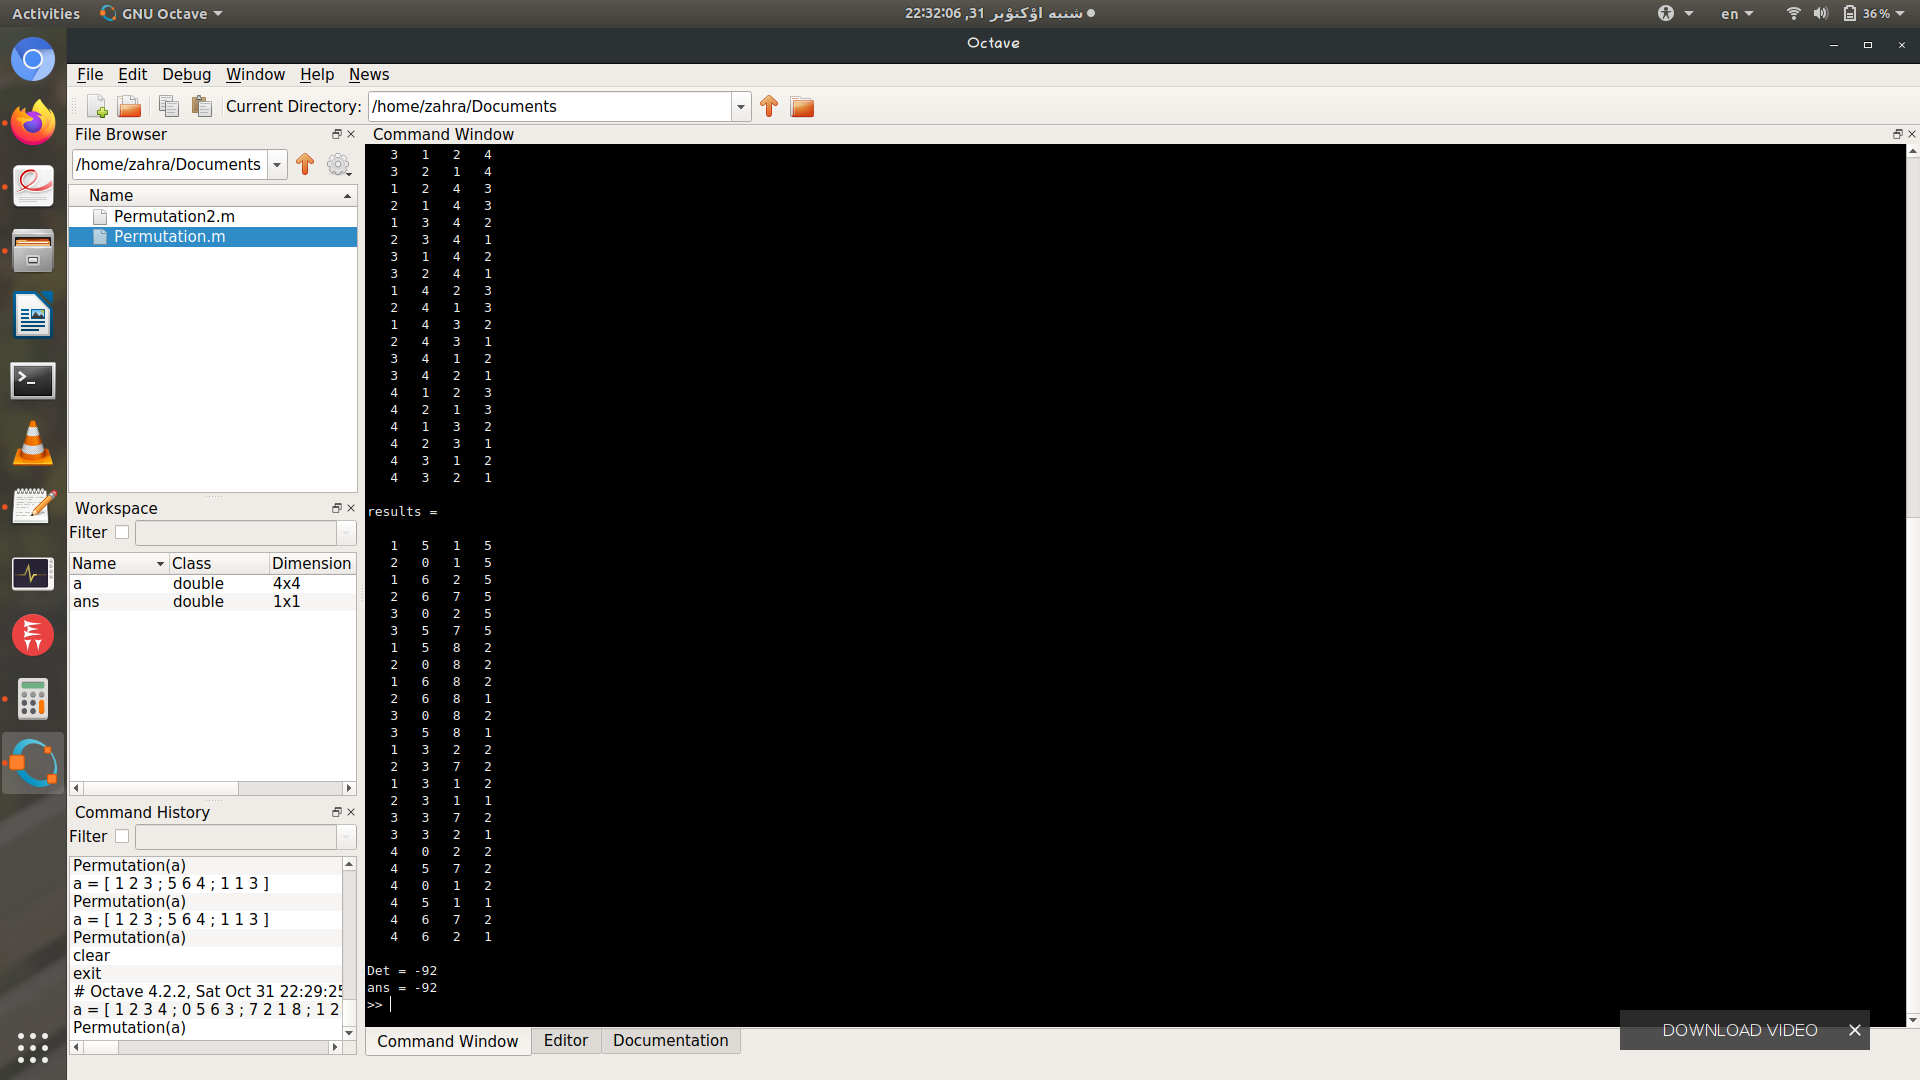 Activities GNU Octave 22:32:06 ,31 شنبه اؤکتوْبر en 36%
Octave
File Edit Debug Window Help News
Current Directory: /home/zahra/Documents
File Browser
/home/zahra/Documents
Name
Permutation2.m
Permutation.m
Workspace
Filter
Name Class Dimension
a double 4x4
ans double 1x1
Command History
Filter
Permutation(a)
a = [ 1 2 3 ; 5 6 4 ; 1 1 3 ]
Permutation(a)
a = [ 1 2 3 ; 5 6 4 ; 1 1 3 ]
Permutation(a)
clear
exit
# Octave 4.2.2, Sat Oct 31 22:29:25
a = [ 1 2 3 4 ; 0 5 6 3 ; 7 2 1 8 ; 1 2
Permutation(a)
Command Window
3 1 2 4
3 2 1 4
1 2 4 3
2 1 4 3
1 3 4 2
2 3 4 1
3 1 4 2
3 2 4 1
1 4 2 3
2 4 1 3
1 4 3 2
2 4 3 1
3 4 1 2
3 4 2 1
4 1 2 3
4 2 1 3
4 1 3 2
4 2 3 1
4 3 1 2
4 3 2 1
results =
1 5 1 5
2 0 1 5
1 6 2 5
2 6 7 5
3 0 2 5
3 5 7 5
1 5 8 2
2 0 8 2
1 6 8 2
2 6 8 1
3 0 8 2
3 5 8 1
1 3 2 2
2 3 7 2
1 3 1 2
2 3 1 1
3 3 7 2
3 3 2 1
4 0 2 2
4 5 7 2
4 0 1 2
4 5 1 1
4 6 7 2
4 6 2 1
Det = -92
ans = -92
>>
Command Window Editor Documentation
DOWNLOAD VIDEO